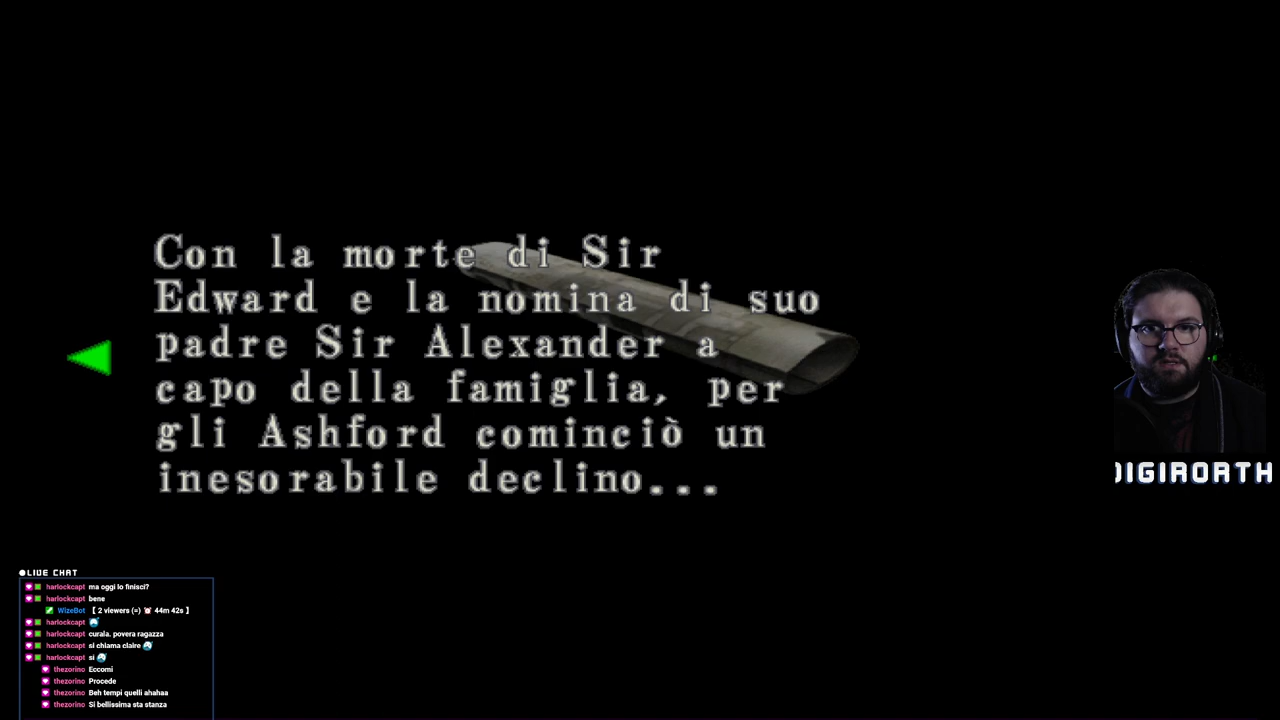 Con la morte di Sir
Edward e la nomina di suo
padre Sir Alexander a
capo della famiglia, per
gli Ashford cominciò un
inesorabile declino...
DIGIRORTH
LIVE CHAT
harlockcapt ma oggi lo finisci?
harlockcapt bene
WizeBot 【 2 viewers (=) ⏰ 44m 42s 】
harlockcapt
harlockcapt curala. povera ragazza
harlockcapt si chiama claire
harlockcapt si
thezorino Eccomi
thezorino Procede
thezorino Beh tempi quelli ahahaa
thezorino Si bellissima sta stanza